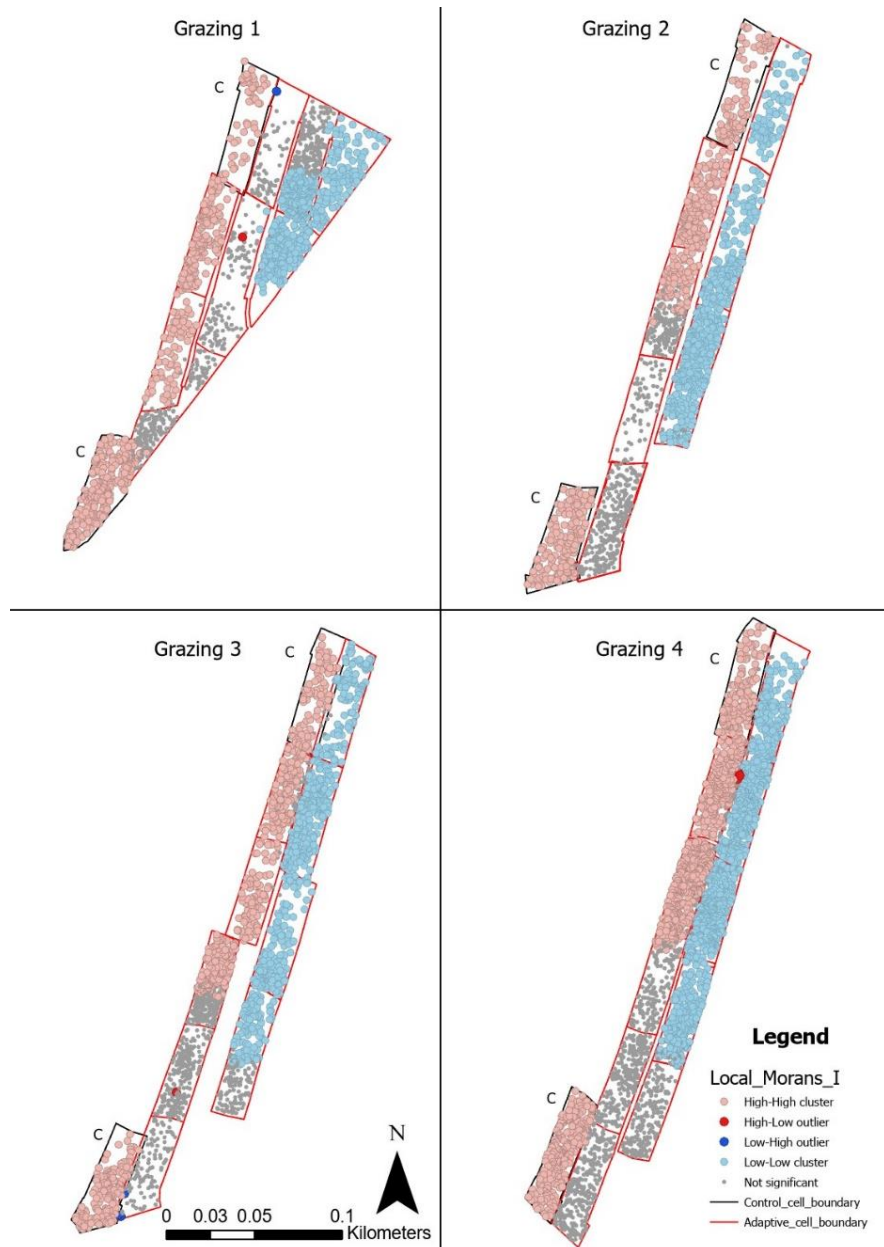 Grazing 1
C
C
Grazing 2
C
C
Grazing 3
C
C
N
0 0.03 0.05 0.1
Kilometers
Grazing 4
C
C
Legend
Local_Morans_I
High-High cluster
High-Low outlier
Low-High outlier
Low-Low cluster
Not significant
Control_cell_boundary
Adaptive_cell_boundary